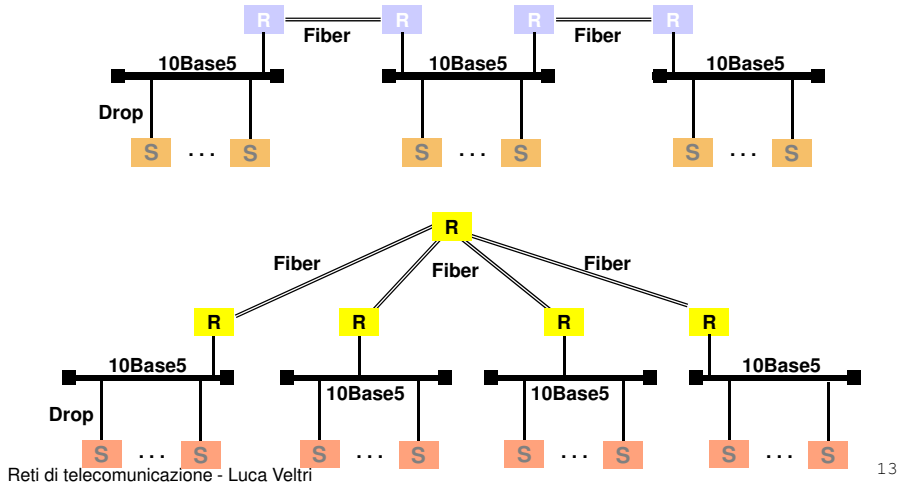 R R R R
Fiber Fiber
10Base5 10Base5 10Base5
Drop
S ... S S ... S S ... S
R
Fiber Fiber Fiber
R R R R
10Base5 10Base5 10Base5 10Base5
Drop
S ... S S ... S S ... S S ... S
Reti di telecomunicazione - Luca Veltri 13